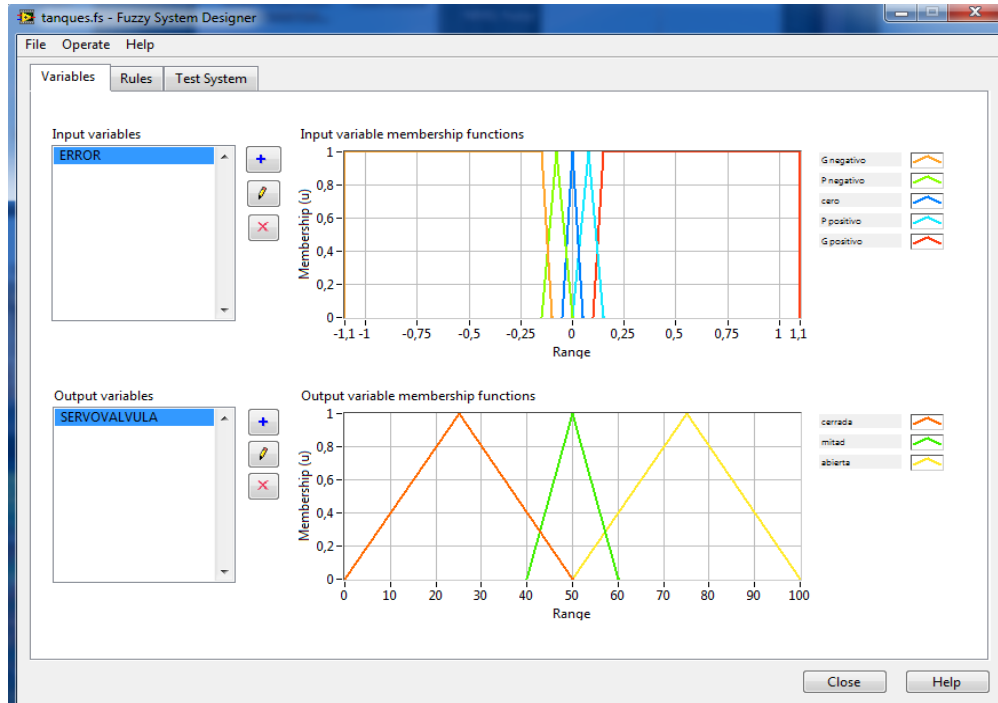 tanques.fs - Fuzzy System Designer
File Operate Help
Variables Rules Test System
Input variables
ERROR
Input variable membership functions
Membership (u)
1
0,8
0,6
0,4
0,2
0
-1,1 -1 -0,75 -0,5 -0,25 0 0,25 0,5 0,75 1 1,1
Range
G negativo
P negativo
cero
P positivo
G positivo
Output variables
SERVOVALVULA
Output variable membership functions
Membership (u)
1
0,8
0,6
0,4
0,2
0
0 10 20 30 40 50 60 70 80 90 100
Range
cerrada
mitad
abierta
Close Help